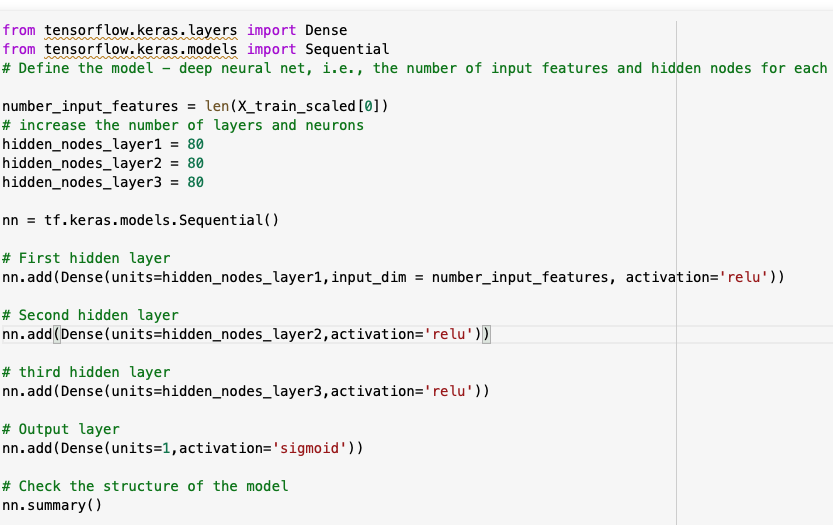 from tensorflow.keras.layers import Dense
from tensorflow.keras.models import Sequential
# Define the model – deep neural net, i.e., the number of input features and hidden nodes for each
number_input_features = len(X_train_scaled[0])
# increase the number of layers and neurons
hidden_nodes_layer1 = 80
hidden_nodes_layer2 = 80
hidden_nodes_layer3 = 80
nn = tf.keras.models.Sequential()
# First hidden layer
nn.add(Dense(units=hidden_nodes_layer1,input_dim = number_input_features, activation='relu'))
# Second hidden layer
nn.add(Dense(units=hidden_nodes_layer2,activation='relu'))
# third hidden layer
nn.add(Dense(units=hidden_nodes_layer3,activation='relu'))
# Output layer
nn.add(Dense(units=1,activation='sigmoid'))
# Check the structure of the model
nn.summary()